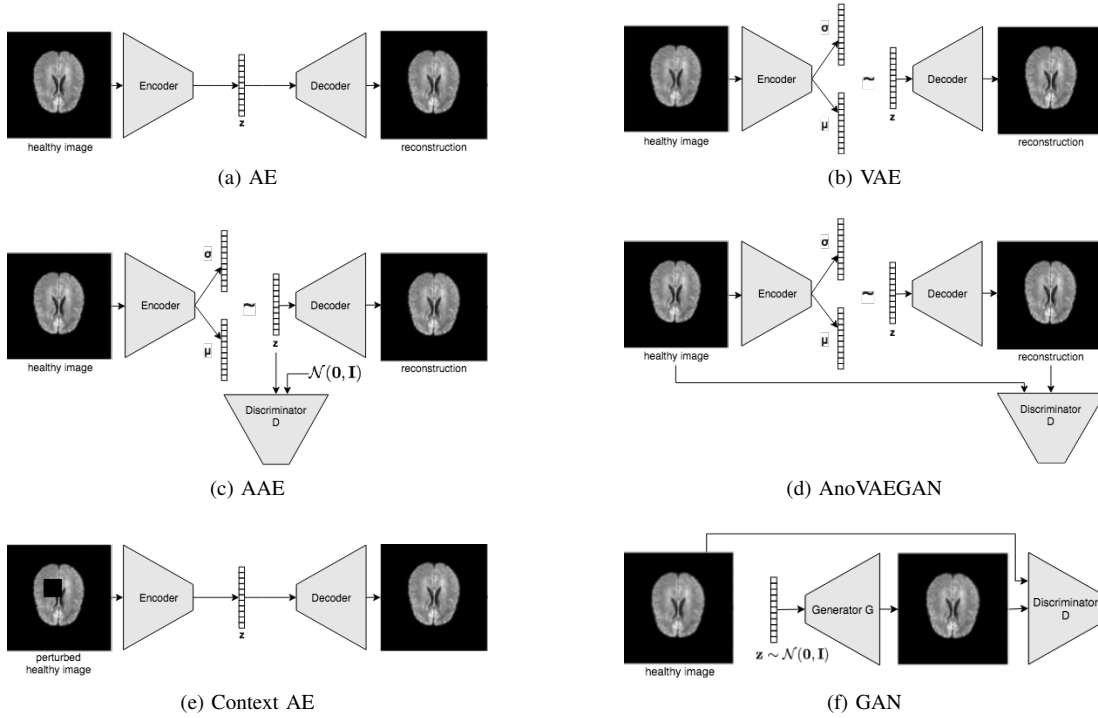 Encoder
Decoder
z
healthy image
reconstruction
(a) AE
σ
Encoder
~
Decoder
μ
z
healthy image
reconstruction
(b) VAE
σ
Encoder
~
Decoder
μ
z
healthy image
reconstruction
𝒩(0, I)
Discriminator
D
(c) AAE
σ
Encoder
~
Decoder
μ
z
healthy image
reconstruction
Discriminator
D
(d) AnoVAEGAN
Encoder
Decoder
z
perturbed
healthy image
(e) Context AE
Generator G
Discriminator
D
z ∼ 𝒩(0, I)
healthy image
(f) GAN